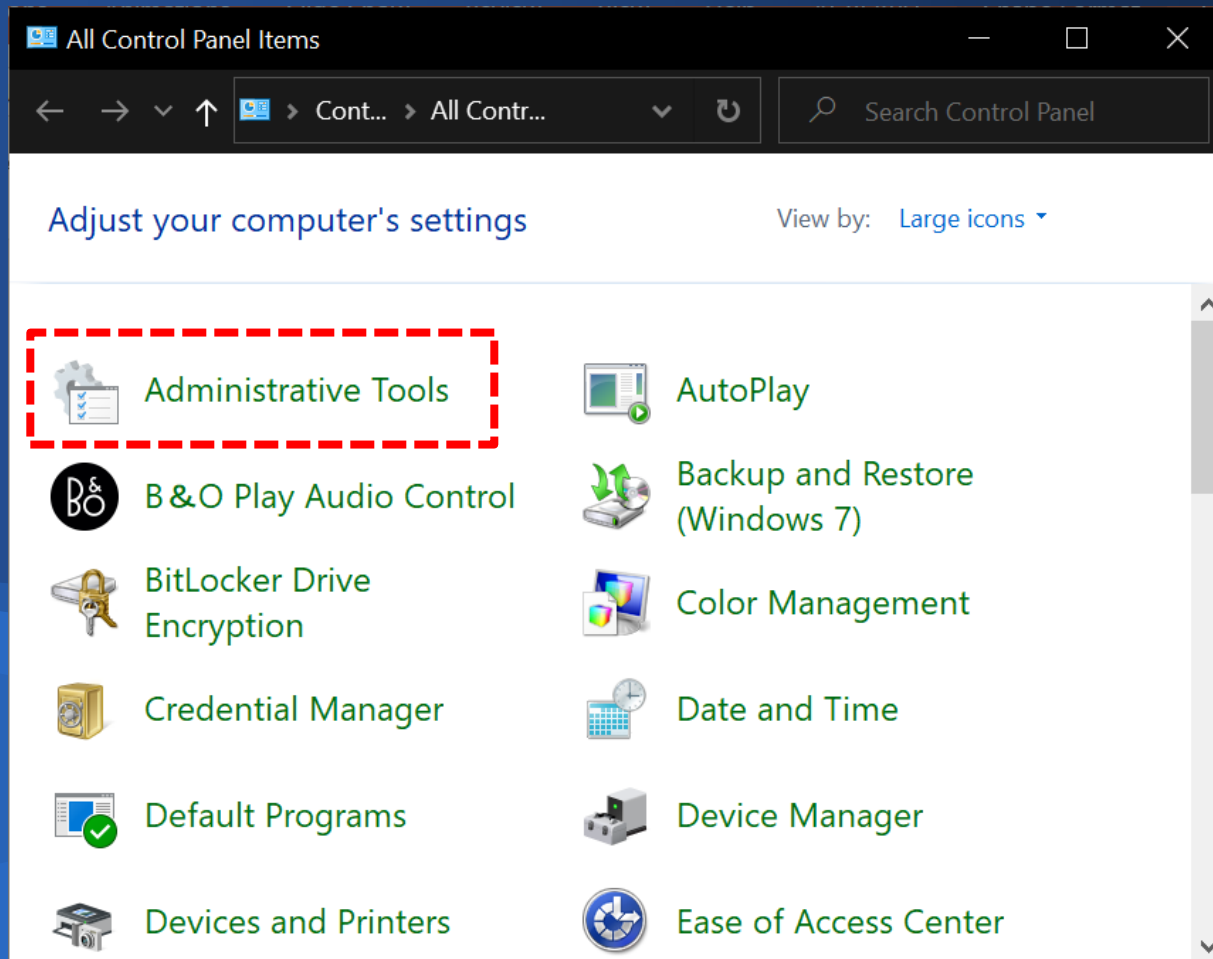 All Control Panel Items
Cont... All Contr...
Search Control Panel
Adjust your computer's settings
View by: Large icons
Administrative Tools
AutoPlay
B&O Play Audio Control
Backup and Restore
(Windows 7)
BitLocker Drive
Encryption
Color Management
Credential Manager
Date and Time
Default Programs
Device Manager
Devices and Printers
Ease of Access Center